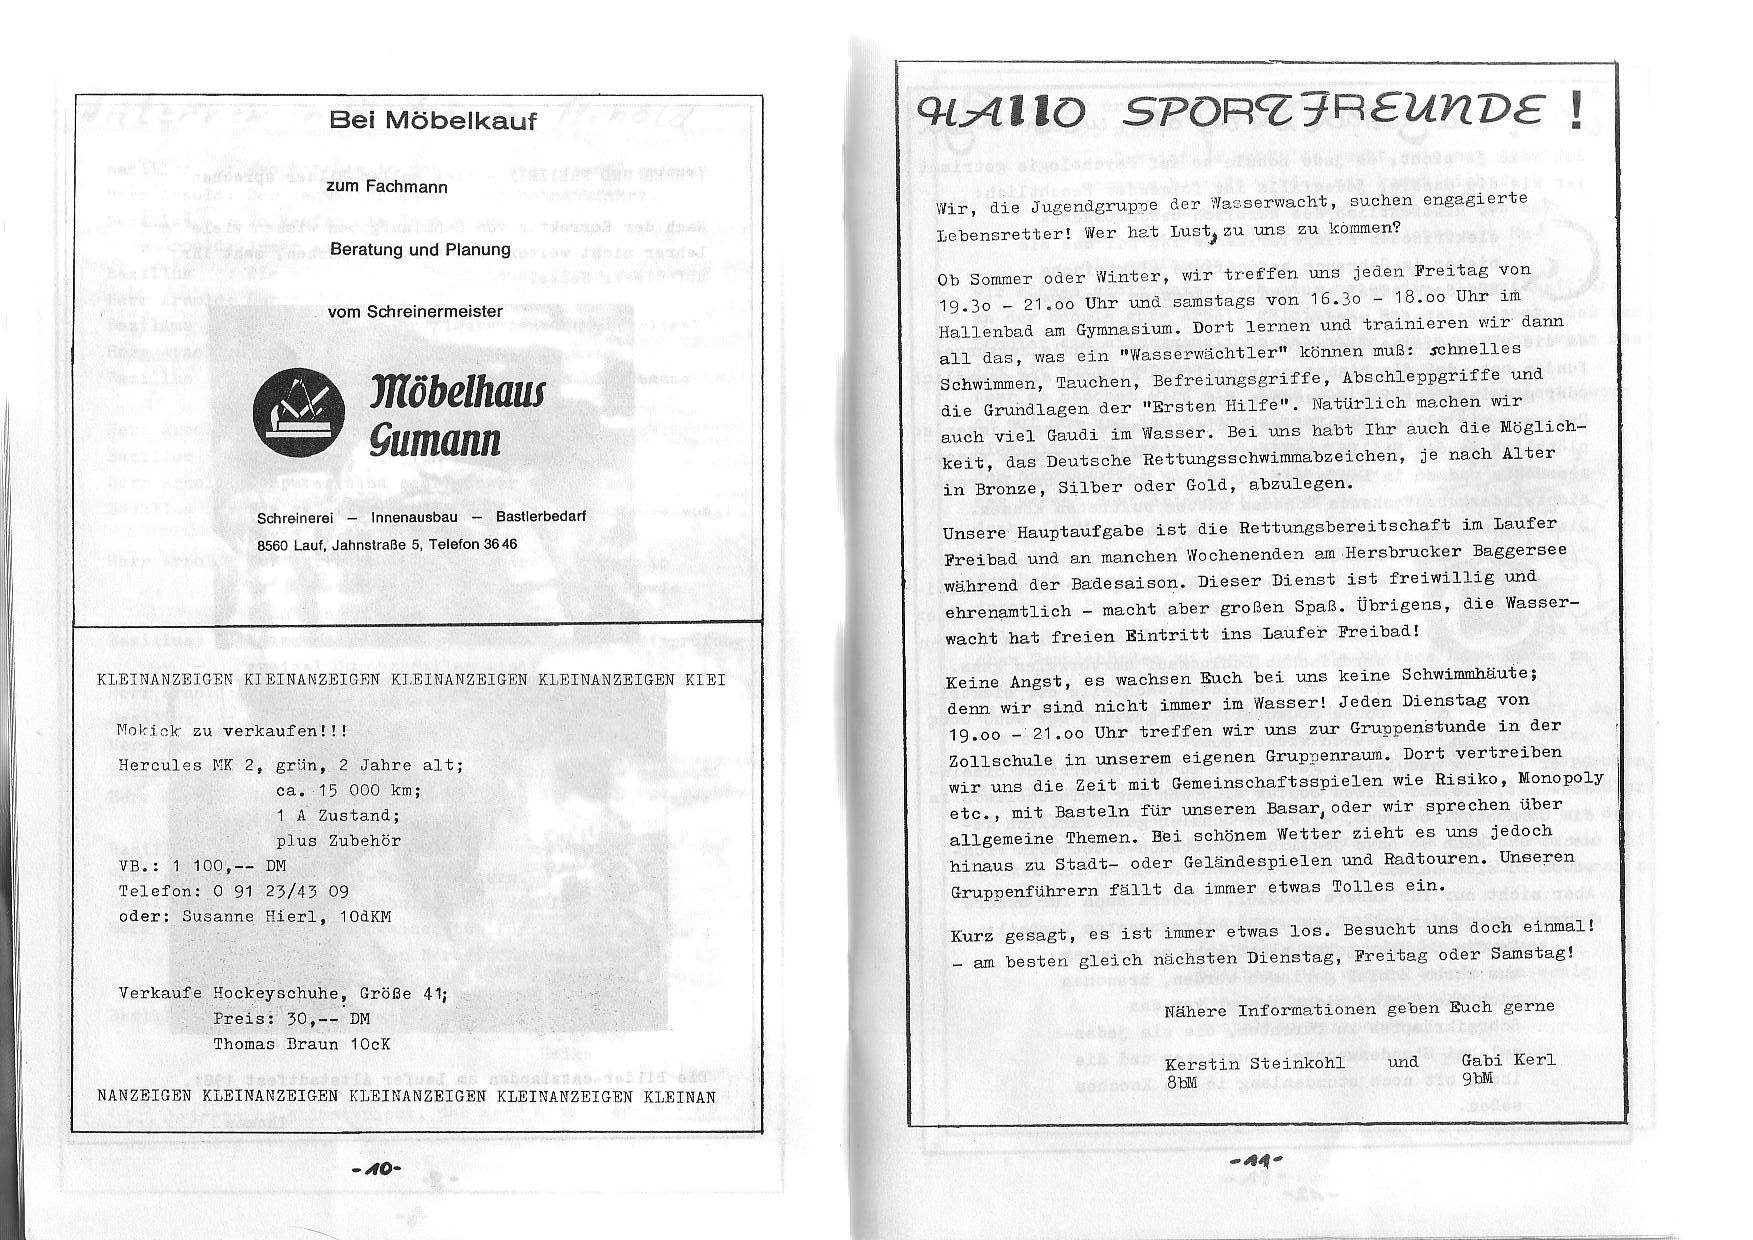 Bei Möbelkauf
zum Fachmann
Beratung und Planung
vom Schreinermeister
Möbelhaus
Gumann
Schreinerei – Innenausbau – Bastlerbedarf
8560 Lauf, Jahnstraße 5, Telefon 36 46
KLEINANZEIGEN KIEINANZEIGEN KLEINANZEIGEN KLEINANZEIGEN KIEI
Mokick zu verkaufen!!!
Hercules MK 2, grün, 2 Jahre alt;
ca. 15 000 km;
1 A Zustand;
plus Zubehör
VB.: 1 100,-- DM
Telefon: 0 91 23/43 09
oder: Susanne Hierl, 10dKM
Verkaufe Hockeyschuhe, Größe 41;
Preis: 30,-- DM
Thomas Braun 10cK
NANZEIGEN KLEINANZEIGEN KLEINANZEIGEN KLEINANZEIGEN KLEINAN
-10-
HALLO SPORTFREUNDE !
Wir, die Jugendgruppe der Wasserwacht, suchen engagierte
Lebensretter! Wer hat Lust, zu uns zu kommen?
Ob Sommer oder Winter, wir treffen uns jeden Freitag von
19.3o - 21.oo Uhr und samstags von 16.3o - 18.oo Uhr im
Hallenbad am Gymnasium. Dort lernen und trainieren wir dann
all das, was ein "Wasserwächtler" können muß: schnelles
Schwimmen, Tauchen, Befreiungsgriffe, Abschleppgriffe und
die Grundlagen der "Ersten Hilfe". Natürlich machen wir
auch viel Gaudi im Wasser. Bei uns habt Ihr auch die Möglich-
keit, das Deutsche Rettungsschwimmabzeichen, je nach Alter
in Bronze, Silber oder Gold, abzulegen.
Unsere Hauptaufgabe ist die Rettungsbereitschaft im Laufer
Freibad und an manchen Wochenenden am Hersbrucker Baggersee
während der Badesaison. Dieser Dienst ist freiwillig und
ehrenamtlich - macht aber großen Spaß. Übrigens, die Wasser-
wacht hat freien Eintritt ins Laufer Freibad!
Keine Angst, es wachsen Euch bei uns keine Schwimmhäute;
denn wir sind nicht immer im Wasser! Jeden Dienstag von
19.oo - 21.oo Uhr treffen wir uns zur Gruppenstunde in der
Zollschule in unserem eigenen Gruppenraum. Dort vertreiben
wir uns die Zeit mit Gemeinschaftsspielen wie Risiko, Monopoly
etc., mit Basteln für unseren Basar, oder wir sprechen über
allgemeine Themen. Bei schönem Wetter zieht es uns jedoch
hinaus zu Stadt- oder Geländespielen und Radtouren. Unseren
Gruppenführern fällt da immer etwas Tolles ein.
Kurz gesagt, es ist immer etwas los. Besucht uns doch einmal!
- am besten gleich nächsten Dienstag, Freitag oder Samstag!
Nähere Informationen geben Euch gerne
Kerstin Steinkohl und Gabi Kerl
8bM 9bM
-11-